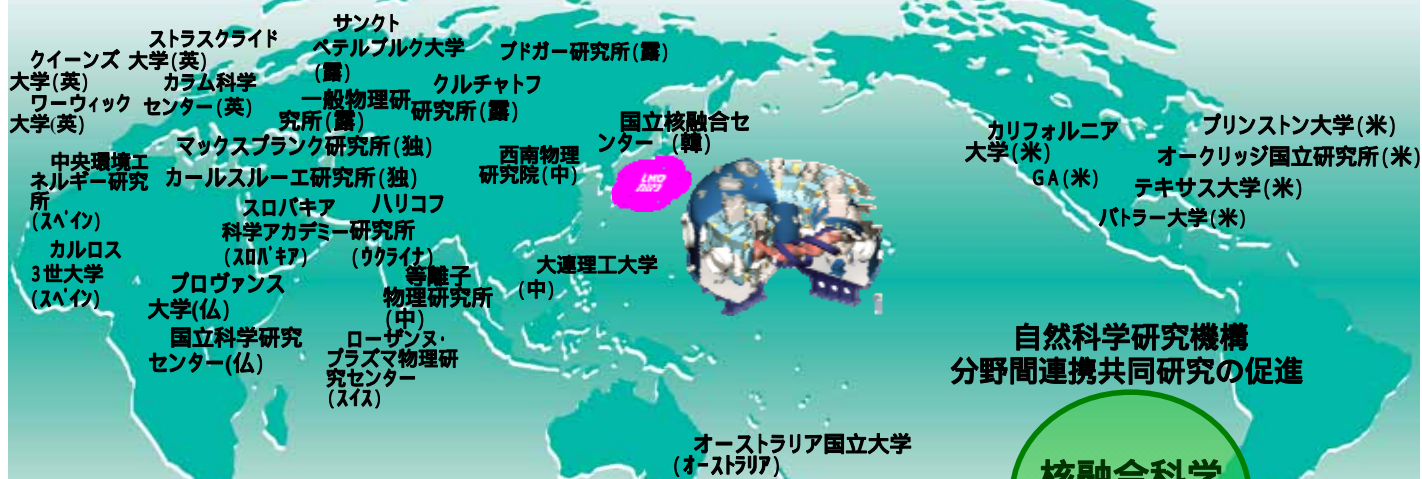 サンクト
ペテルブルク大学
(露)
ブドガー研究所(露)
ストラスクライド
大学(英)
クイーンズ
大学(英)
カラム科学
センター(英)
クルチャトフ
研究所(露)
ワーウィック
大学(英)
一般物理研
究所(露)
国立核融合セ
ンター (韓)
マックスプランク研究所(独)
西南物理
研究院(中)
中央環境エ
ネルギー研究
所
(スペイン)
カールスルーエ研究所(独)
スロバキア
科学アカデミー
(スロバキア)
ハリコフ
研究所
(ウクライナ)
カルロス
3世大学
(スペイン)
プロヴァンス
大学(仏)
等離子
物理研究所
(中)
大連理工大学
(中)
国立科学研究
センター(仏)
ローザンヌ・
プラズマ物理研
究センター
(スイス)
LHD
カリフォルニア
大学(米)
プリンストン大学(米)
オークリッジ国立研究所(米)
GA(米)
テキサス大学(米)
バトラー大学(米)
オーストラリア国立大学
(オーストラリア)
自然科学研究機構
分野間連携共同研究の促進
核融合科学